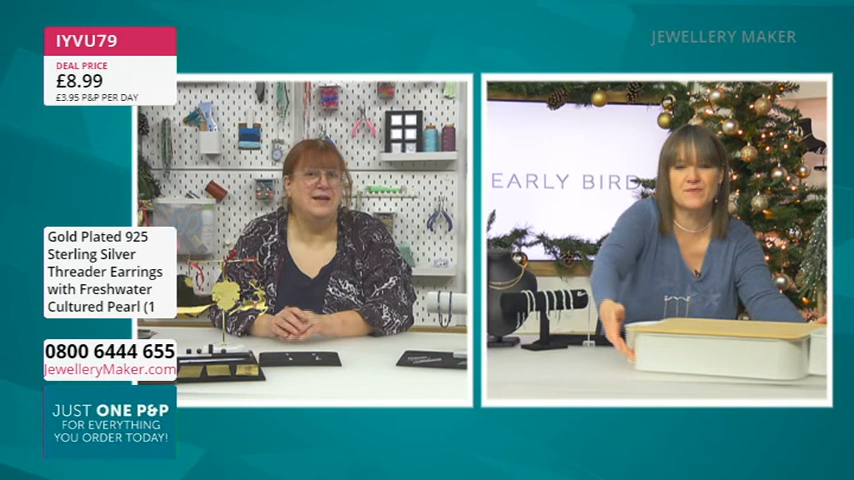 IYVU79
DEAL PRICE
£8.99
£3.95 P&P PER DAY
JEWELLERY MAKER
EARLY BIRD
Gold Plated 925
Sterling Silver
Threader Earrings
with Freshwater
Cultured Pearl (1
0800 6444 655
JewelleryMaker.com
JUST ONE P&P
FOR EVERYTHING
YOU ORDER TODAY!